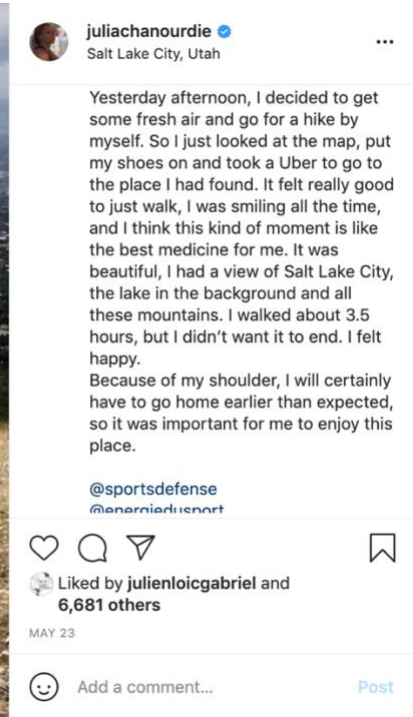 juliachanourdie
Salt Lake City, Utah
Yesterday afternoon, I decided to get
some fresh air and go for a hike by
myself. So I just looked at the map, put
my shoes on and took a Uber to go to
the place I had found. It felt really good
to just walk, I was smiling all the time,
and I think this kind of moment is like
the best medicine for me. It was
beautiful, I had a view of Salt Lake City,
the lake in the background and all
these mountains. I walked about 3.5
hours, but I didn't want it to end. I felt
happy.
Because of my shoulder, I will certainly
have to go home earlier than expected,
so it was important for me to enjoy this
place.
@sportsdefense
@energiedusport
Liked by julienloicgabriel and
6,681 others
MAY 23
Add a comment...
Post